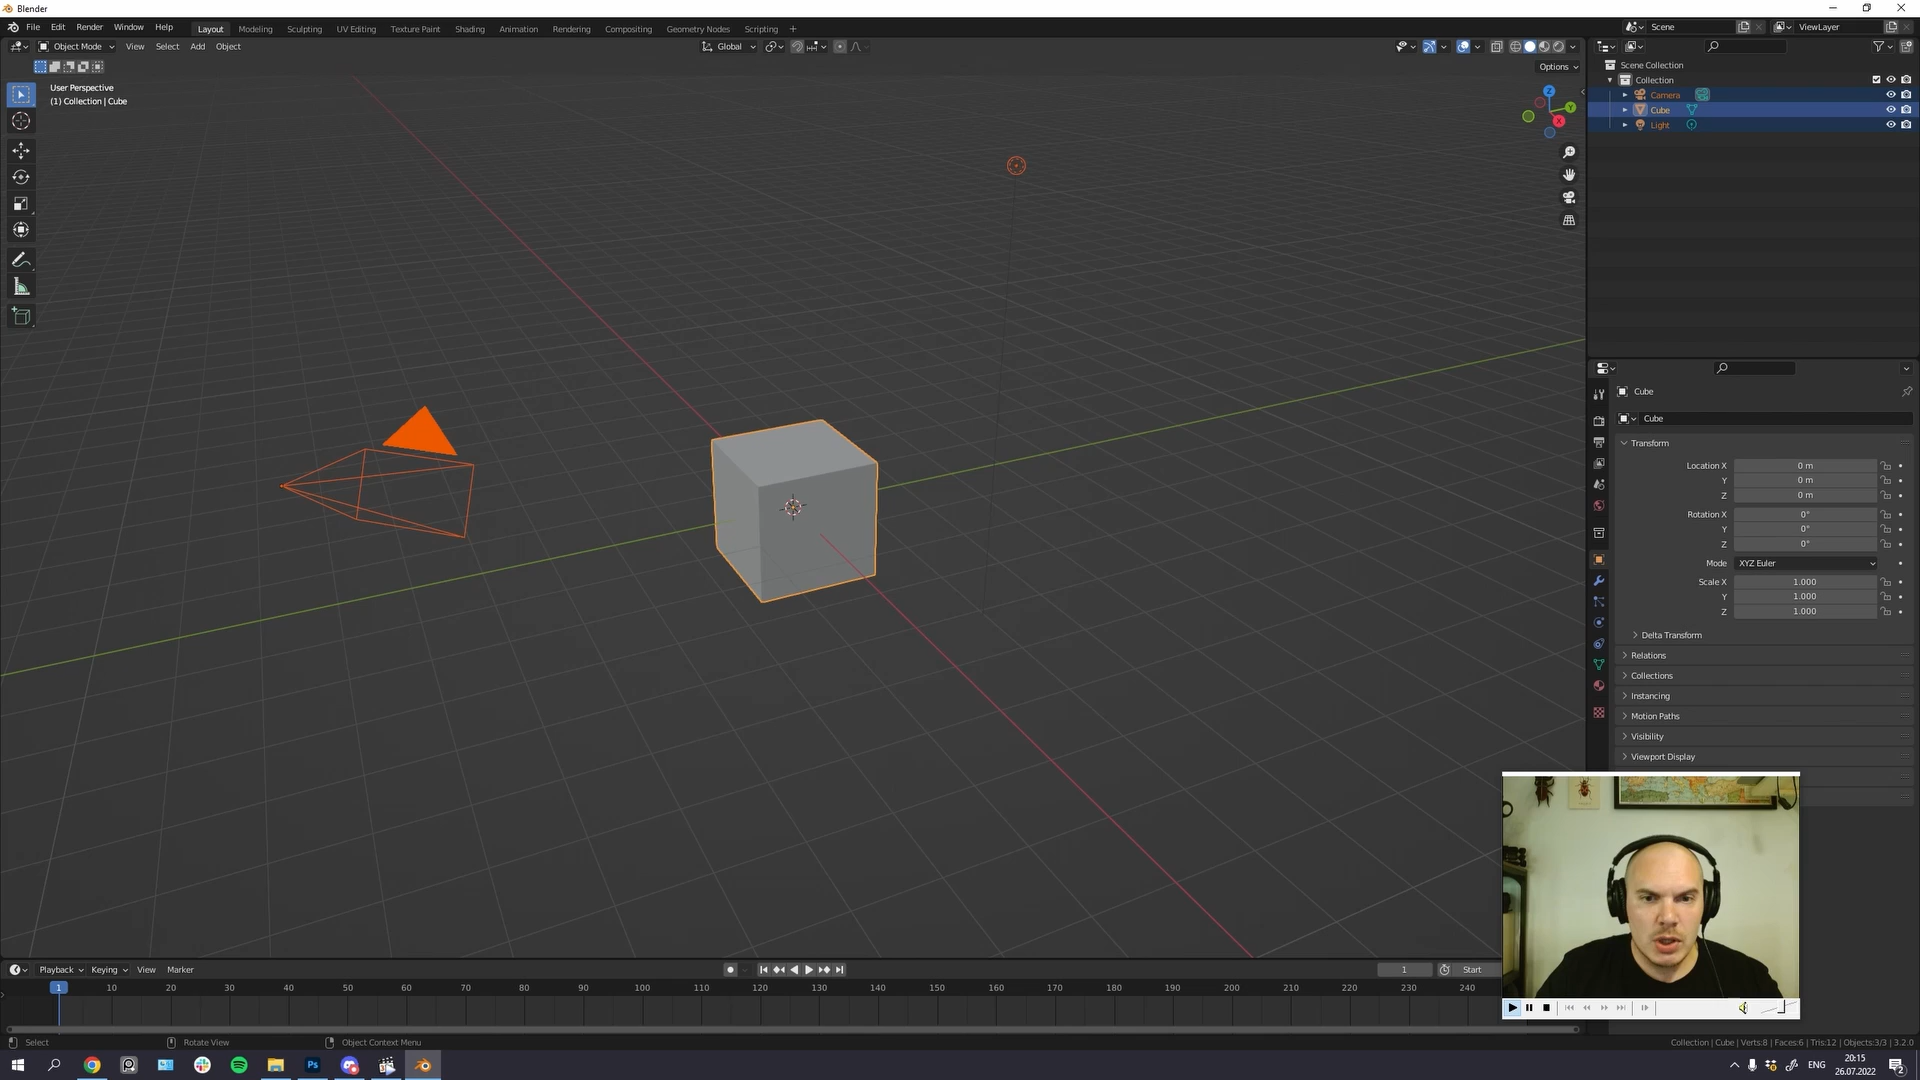 Blender
File Edit Render Window Help Layout Modeling Sculpting UV Editing Texture Paint Shading Animation Rendering Compositing Geometry Nodes Scripting + Scene ViewLayer
Object Mode View Select Add Object Global
Options
User Perspective
(1) Collection | Cube
Z
Y
X
Scene Collection
Collection
Camera
Cube
Light
Cube
Cube
Transform
Location X 0 m
Y 0 m
Z 0 m
Rotation X 0°
Y 0°
Z 0°
Mode XYZ Euler
Scale X 1.000
Y 1.000
Z 1.000
Delta Transform
Relations
Collections
Instancing
Motion Paths
Visibility
Viewport Display
Playback Keying View Marker 1 Start
1 10 20 30 40 50 60 70 80 90 100 110 120 130 140 150 160 170 180 190 200 210 220 230 240
Select Rotate View Object Context Menu Collection | Cube | Verts:8 | Faces:6 | Tris:12 | Objects:3/3 | 3.2.0
Ps ENG 20:15
26.07.2022 2